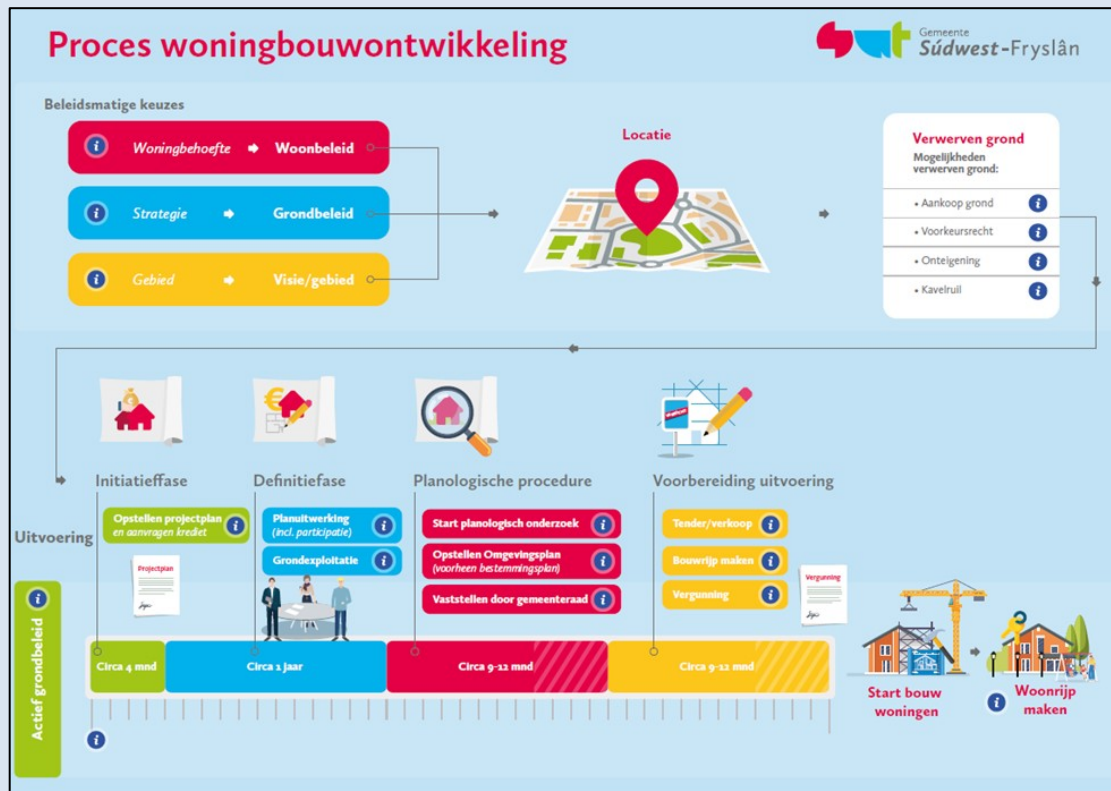 Proces woningbouwontwikkeling
Gemeente
Súdwest-Fryslân
Beleidsmatige keuzes
i Woningbehoefte Woonbeleid
i Strategie Grondbeleid
i Gebied Visie/gebied
Locatie
Verwerven grond
Mogelijkheden
verwerven grond:
• Aankoop grond i
• Voorkeursrecht i
• Onteigening i
• Kavelruil i
Uitvoering
Initiatieffase
Opstellen projectplan
en aanvragen krediet i
Projectplan
Definitiefase
Planuitwerking
(incl. participatie) i
Grondexploitatie i
Planologische procedure
Start planologisch onderzoek i
Opstellen Omgevingsplan
(voorheen bestemmingsplan) i
Vaststellen door gemeenteraad i
Voorbereiding uitvoering
Tender/verkoop i
Bouwrijp maken i
Vergunning i
Vergunning
i Actief grondbeleid
Circa 4 mnd
Circa 1 jaar
Circa 9-12 mnd
Circa 9-12 mnd
i
Start bouw
woningen
i Woonrijp
maken